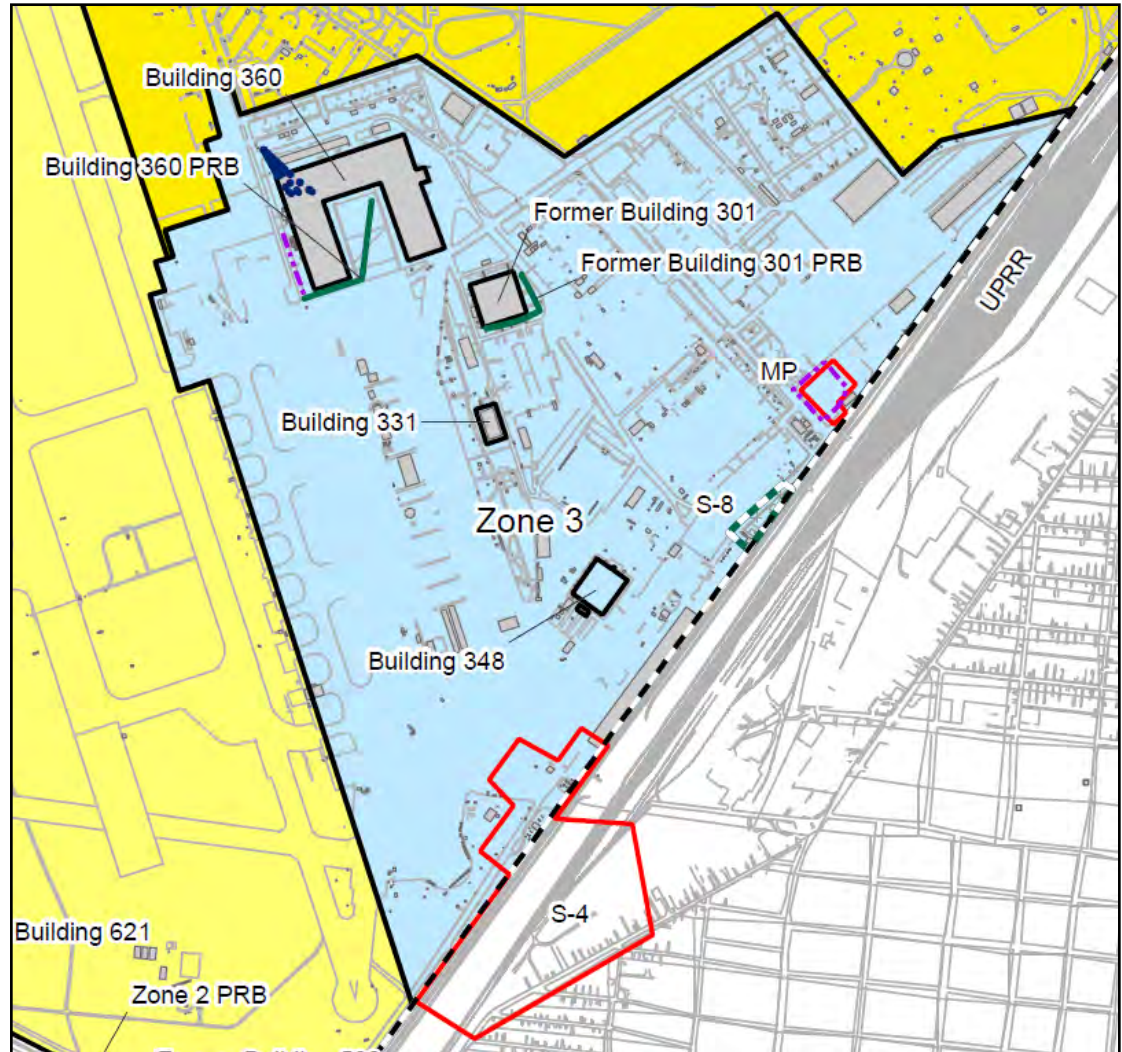 Building 360
Building 360 PRB
Former Building 301
Former Building 301 PRB
UPRR
MP
Building 331
S-8
Zone 3
Building 348
S-4
Building 621
Zone 2 PRB